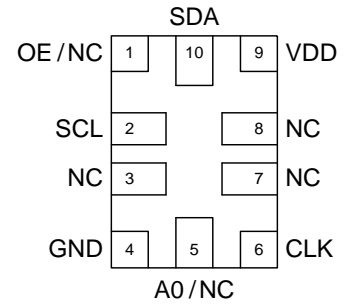 SDA
OE/NC 1 10 9 VDD
SCL 2 8 NC
NC 3 7 NC
GND 4 5 6 CLK
A0/NC